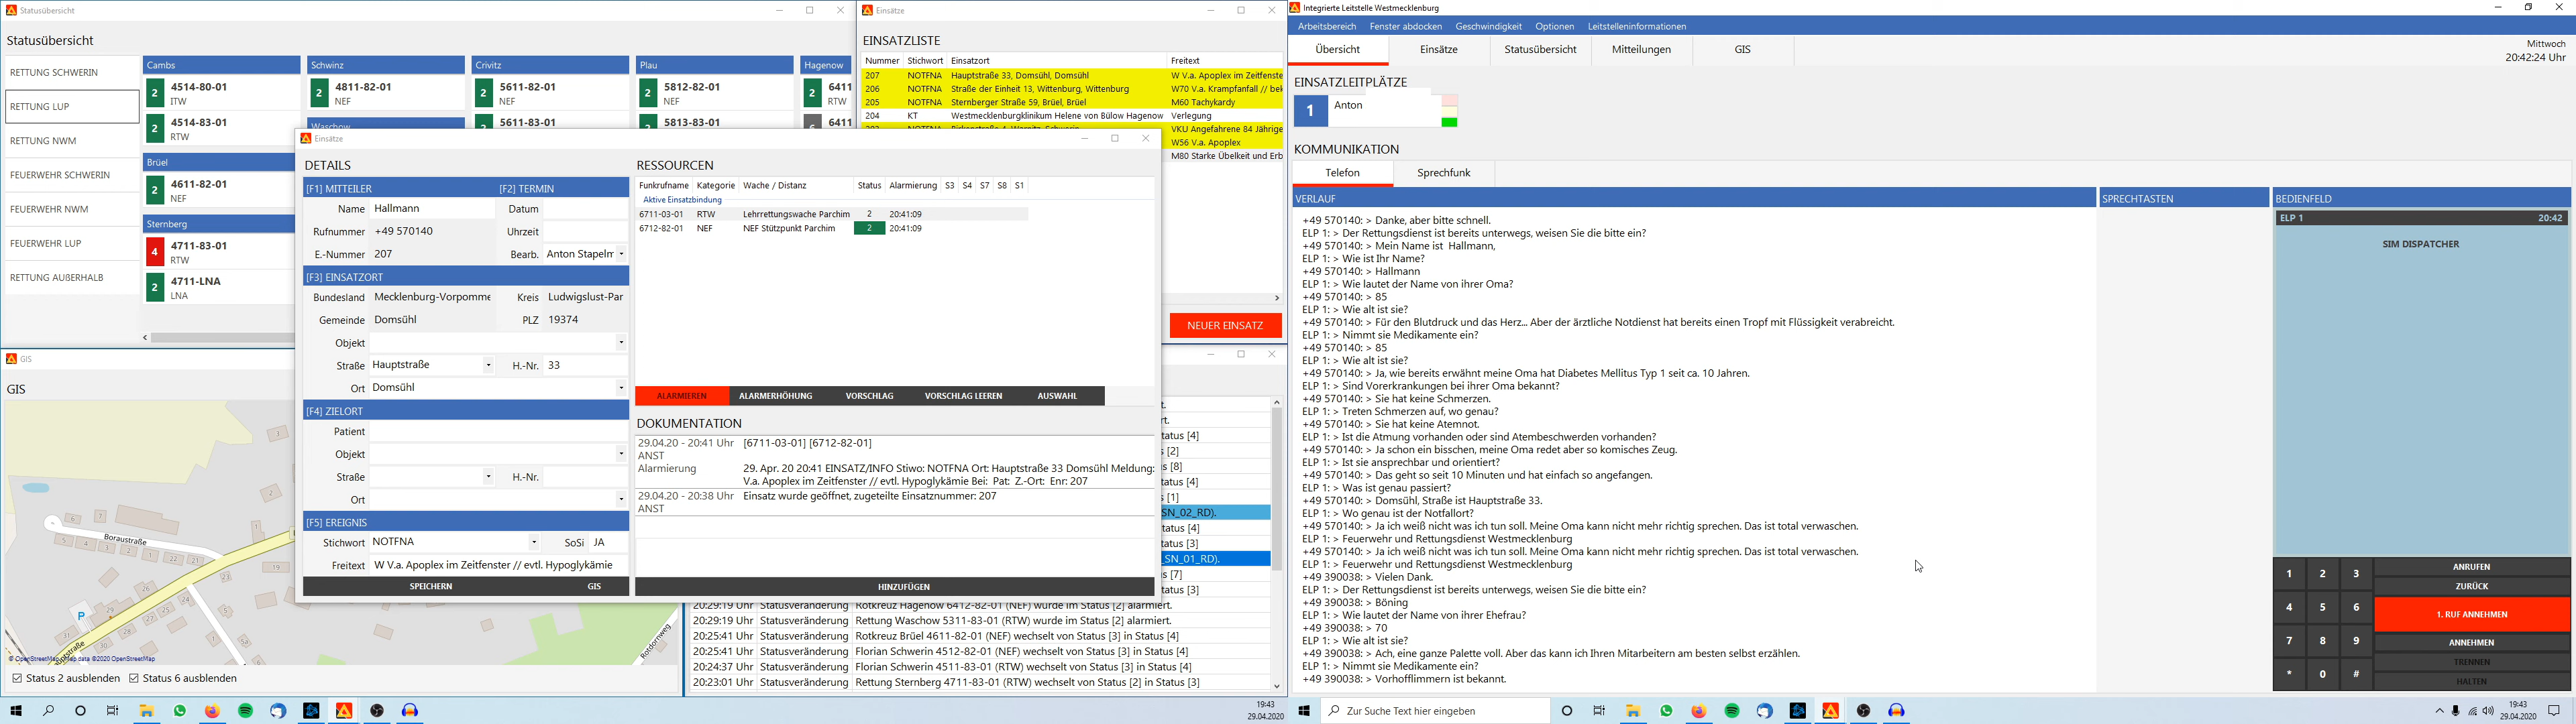 Statusübersicht
Statusübersicht
RETTUNG SCHWERIN
RETTUNG LUP
RETTUNG NWM
FEUERWEHR SCHWERIN
FEUERWEHR NWM
FEUERWEHR LUP
RETTUNG AUßERHALB
Cambs
2 4514-80-01
ITW
2 4514-83-01
RTW
Brüel
2 4611-82-01
NEF
Sternberg
4 4711-83-01
RTW
2 4711-LNA
LNA
Schwinz
2 4811-82-01
NEF
Waschow
Crivitz
2 5611-82-01
NEF
5611-83-01
Plau
2 5812-82-01
NEF
5813-83-01
Hagenow
2 6411
RTW
6411
Einsätze
EINSATZLISTE
Nummer Stichwort Einsatzort Freitext
207 NOTFNA Hauptstraße 33, Domsühl, Domsühl W V.a. Apoplex im Zeitfenste
206 NOTFNA Straße der Einheit 13, Wittenburg, Wittenburg W70 V.a. Krampfanfall // bek
205 NOTFNA Sternberger Straße 59, Brüel, Brüel M60 Tachykardy
204 KT Westmecklenburgklinikum Helene von Bülow Hagenow Verlegung
VKU Angefahrene 84 Jährige
W56 V.a. Apoplex
M80 Starke Übelkeit und Erb
NEUER EINSATZ
Einsätze
DETAILS
[F1] MITTEILER [F2] TERMIN
Name Hallmann Datum
Rufnummer +49 570140 Uhrzeit
E.-Nummer 207 Bearb. Anton Stapelm
[F3] EINSATZORT
Bundesland Mecklenburg-Vorpomme Kreis Ludwigslust-Par
Gemeinde Domsühl PLZ 19374
Objekt
Straße Hauptstraße H.-Nr. 33
Ort Domsühl
[F4] ZIELORT
Patient
Objekt
Straße H.-Nr.
Ort
[F5] EREIGNIS
Stichwort NOTFNA SoSi JA
Freitext W V.a. Apoplex im Zeitfenster // evtl. Hypoglykämie
SPEICHERN GIS
RESSOURCEN
Funkrufname Kategorie Wache / Distanz Status Alarmierung S3 S4 S7 S8 S1
Aktive Einsatzbindung
6711-03-01 RTW Lehrrettungswache Parchim 2 20:41:09
6712-82-01 NEF NEF Stützpunkt Parchim 2 20:41:09
ALARMIEREN ALARMERHÖHUNG VORSCHLAG VORSCHLAG LEEREN AUSWAHL
DOKUMENTATION
29.04.20 - 20:41 Uhr [6711-03-01] [6712-82-01]
ANST
Alarmierung 29. Apr. 20 20:41 EINSATZ/INFO Stiwo: NOTFNA Ort: Hauptstraße 33 Domsühl Meldung:
V.a. Apoplex im Zeitfenster // evtl. Hypoglykämie Bei: Pat: Z.-Ort: Enr: 207
29.04.20 - 20:38 Uhr Einsatz wurde geöffnet, zugeteilte Einsatznummer: 207
ANST
HINZUFÜGEN
GIS
GIS
Boraustraße
Rotdornweg
P
© OpenStreetMap Map data ©2020 OpenStreetMap
Status 2 ausblenden Status 6 ausblenden
t.
rt.
tatus [4]
[2]
s [8]
tatus [4]
[1]
SN_02_RD).
tatus [4]
tatus [3]
_SN_01_RD).
s [7]
tatus [3]
20:29:19 Uhr Statusveränderung Rotkreuz Hagenow 6412-82-01 (NEF) wurde im Status [2] alarmiert.
20:29:19 Uhr Statusveränderung Rettung Waschow 5311-83-01 (RTW) wurde im Status [2] alarmiert.
20:25:41 Uhr Statusveränderung Rotkreuz Brüel 4611-82-01 (NEF) wechselt von Status [3] in Status [4]
20:25:41 Uhr Statusveränderung Florian Schwerin 4512-82-01 (NEF) wechselt von Status [3] in Status [4]
20:24:37 Uhr Statusveränderung Florian Schwerin 4511-83-01 (RTW) wechselt von Status [3] in Status [4]
20:23:01 Uhr Statusveränderung Rettung Sternberg 4711-83-01 (RTW) wechselt von Status [2] in Status [3]
19:43
29.04.2020
Integrierte Leitstelle Westmecklenburg
Arbeitsbereich Fenster abdocken Geschwindigkeit Optionen Leitstelleninformationen
Übersicht Einsätze Statusübersicht Mitteilungen GIS
Mittwoch
20:42:24 Uhr
EINSATZLEITPLÄTZE
1 Anton
KOMMUNIKATION
Telefon Sprechfunk
VERLAUF
+49 570140: > Danke, aber bitte schnell.
ELP 1: > Der Rettungsdienst ist bereits unterwegs, weisen Sie die bitte ein?
+49 570140: > Mein Name ist  Hallmann,
ELP 1: > Wie ist Ihr Name?
+49 570140: > Hallmann
ELP 1: > Wie lautet der Name von ihrer Oma?
+49 570140: > 85
ELP 1: > Wie alt ist sie?
+49 570140: > Für den Blutdruck und das Herz... Aber der ärztliche Notdienst hat bereits einen Tropf mit Flüssigkeit verabreicht.
ELP 1: > Nimmt sie Medikamente ein?
+49 570140: > 85
ELP 1: > Wie alt ist sie?
+49 570140: > Ja, wie bereits erwähnt meine Oma hat Diabetes Mellitus Typ 1 seit ca. 10 Jahren.
ELP 1: > Sind Vorerkrankungen bei ihrer Oma bekannt?
+49 570140: > Sie hat keine Schmerzen.
ELP 1: > Treten Schmerzen auf, wo genau?
+49 570140: > Sie hat keine Atemnot.
ELP 1: > Ist die Atmung vorhanden oder sind Atembeschwerden vorhanden?
+49 570140: > Ja schon ein bisschen, meine Oma redet aber so komisches Zeug.
ELP 1: > Ist sie ansprechbar und orientiert?
+49 570140: > Das geht so seit 10 Minuten und hat einfach so angefangen.
ELP 1: > Was ist genau passiert?
+49 570140: > Domsühl, Straße ist Hauptstraße 33.
ELP 1: > Wo genau ist der Notfallort?
+49 570140: > Ja ich weiß nicht was ich tun soll. Meine Oma kann nicht mehr richtig sprechen. Das ist total verwaschen.
ELP 1: > Feuerwehr und Rettungsdienst Westmecklenburg
+49 570140: > Ja ich weiß nicht was ich tun soll. Meine Oma kann nicht mehr richtig sprechen. Das ist total verwaschen.
ELP 1: > Feuerwehr und Rettungsdienst Westmecklenburg
+49 390038: > Vielen Dank.
ELP 1: > Der Rettungsdienst ist bereits unterwegs, weisen Sie die bitte ein?
+49 390038: > Böning
ELP 1: > Wie lautet der Name von ihrer Ehefrau?
+49 390038: > 70
ELP 1: > Wie alt ist sie?
+49 390038: > Ach, eine ganze Palette voll. Aber das kann ich Ihren Mitarbeitern am besten selbst erzählen.
ELP 1: > Nimmt sie Medikamente ein?
+49 390038: > Vorhofflimmern ist bekannt.
SPRECHTASTEN
BEDIENFELD
ELP 1 20:42
SIM DISPATCHER
1 2 3
4 5 6
7 8 9
* 0 #
ANRUFEN
ZURÜCK
1. RUF ANNEHMEN
ANNEHMEN
TRENNEN
HALTEN
Zur Suche Text hier eingeben
19:43
29.04.2020